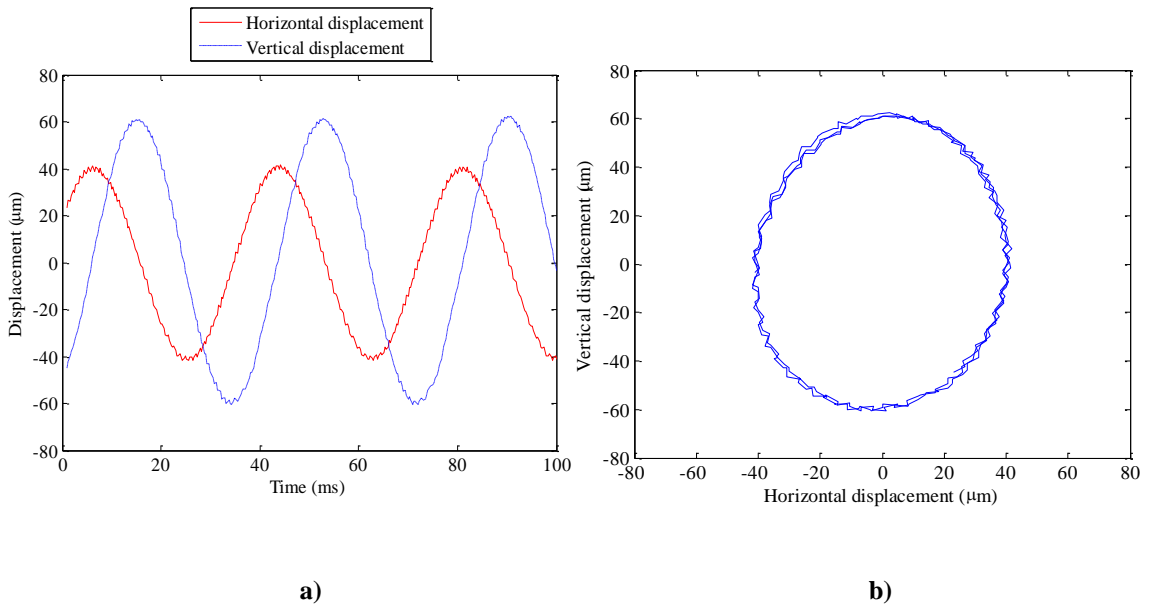 Horizontal displacement
Vertical displacement
80
60
40
20
0
-20
-40
-60
-80
0 20 40 60 80 100
Displacement (μm)
Time (ms)
80
60
40
20
0
-20
-40
-60
-80
-80 -60 -40 -20 0 20 40 60 80
Vertical displacement (μm)
Horizontal displacement (μm)
a) b)